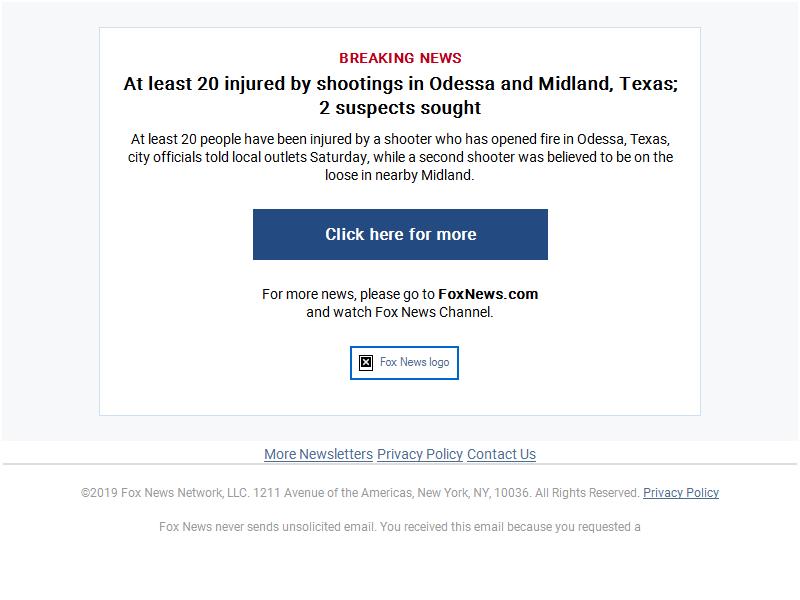 BREAKING NEWS
At least 20 injured by shootings in Odessa and Midland, Texas;
2 suspects sought
At least 20 people have been injured by a shooter who has opened fire in Odessa, Texas,
city officials told local outlets Saturday, while a second shooter was believed to be on the
loose in nearby Midland.
Click here for more
For more news, please go to FoxNews.com
and watch Fox News Channel.
Fox News logo
More Newsletters Privacy Policy Contact Us
©2019 Fox News Network, LLC. 1211 Avenue of the Americas, New York, NY, 10036. All Rights Reserved. Privacy Policy
Fox News never sends unsolicited email. You received this email because you requested a